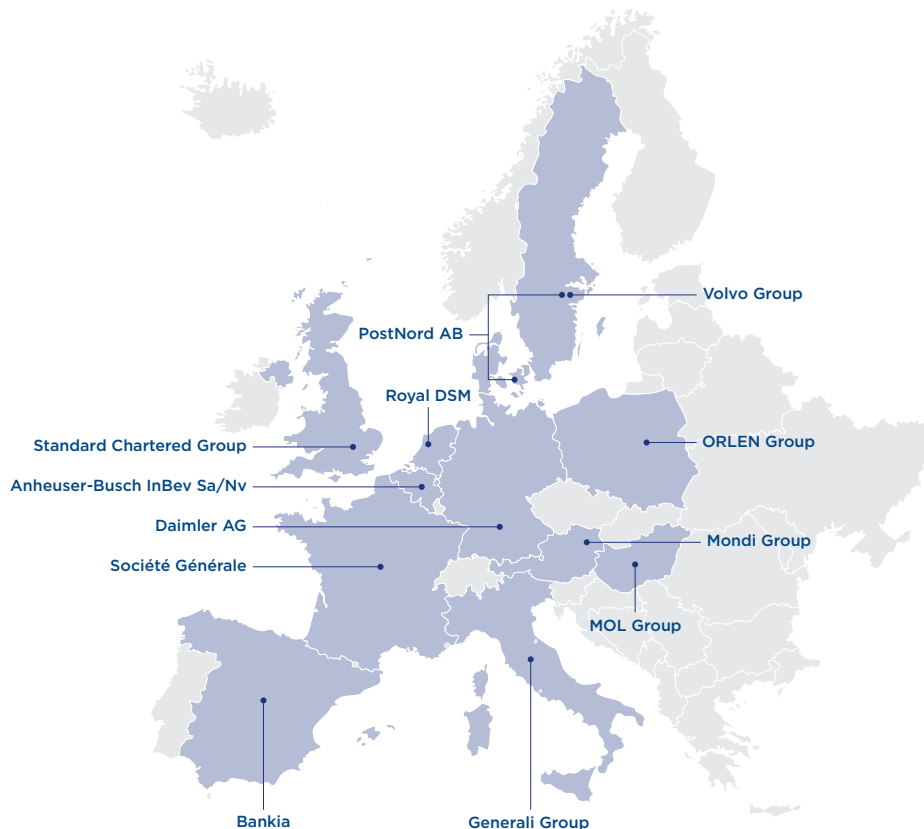 Volvo Group
PostNord AB
Royal DSM
ORLEN Group
Standard Chartered Group
Anheuser-Busch InBev Sa/Nv
Daimler AG
Mondi Group
Société Générale
MOL Group
Bankia
Generali Group